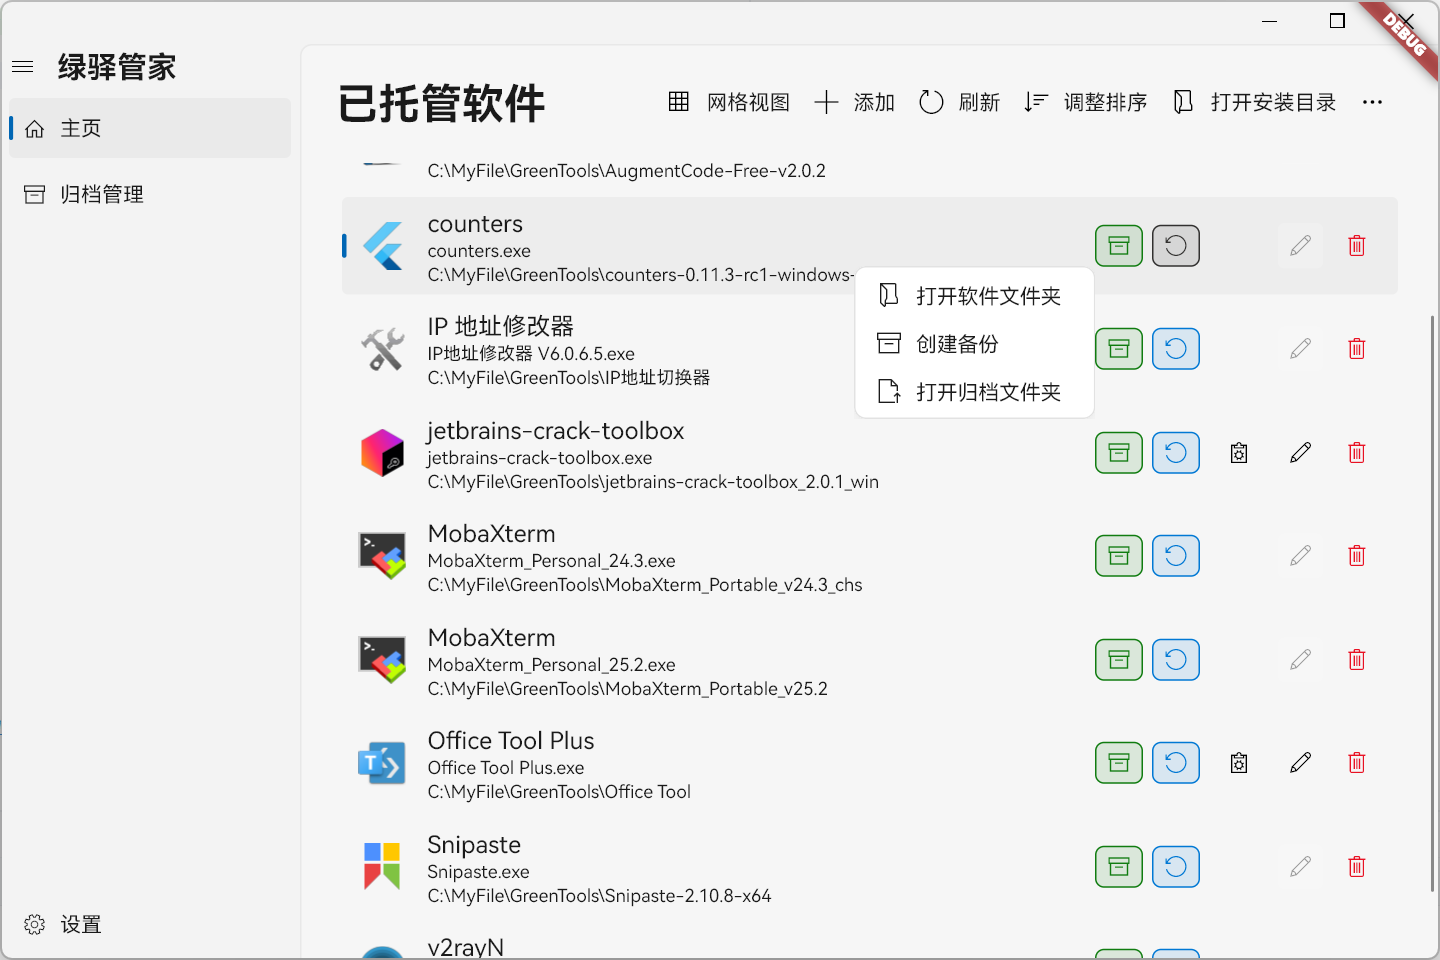 DEBUG
绿驿管家
主页
归档管理
设置
已托管软件
网格视图
添加
刷新
调整排序
打开安装目录
C:\MyFile\GreenTools\AugmentCode-Free-v2.0.2
counters
counters.exe
C:\MyFile\GreenTools\counters-0.11.3-rc1-windows-
打开软件文件夹
创建备份
打开归档文件夹
IP 地址修改器
IP地址修改器 V6.0.6.5.exe
C:\MyFile\GreenTools\IP地址切换器
jetbrains-crack-toolbox
jetbrains-crack-toolbox.exe
C:\MyFile\GreenTools\jetbrains-crack-toolbox_2.0.1_win
MobaXterm
MobaXterm_Personal_24.3.exe
C:\MyFile\GreenTools\MobaXterm_Portable_v24.3_chs
MobaXterm
MobaXterm_Personal_25.2.exe
C:\MyFile\GreenTools\MobaXterm_Portable_v25.2
Office Tool Plus
Office Tool Plus.exe
C:\MyFile\GreenTools\Office Tool
Snipaste
Snipaste.exe
C:\MyFile\GreenTools\Snipaste-2.10.8-x64
v2rayN